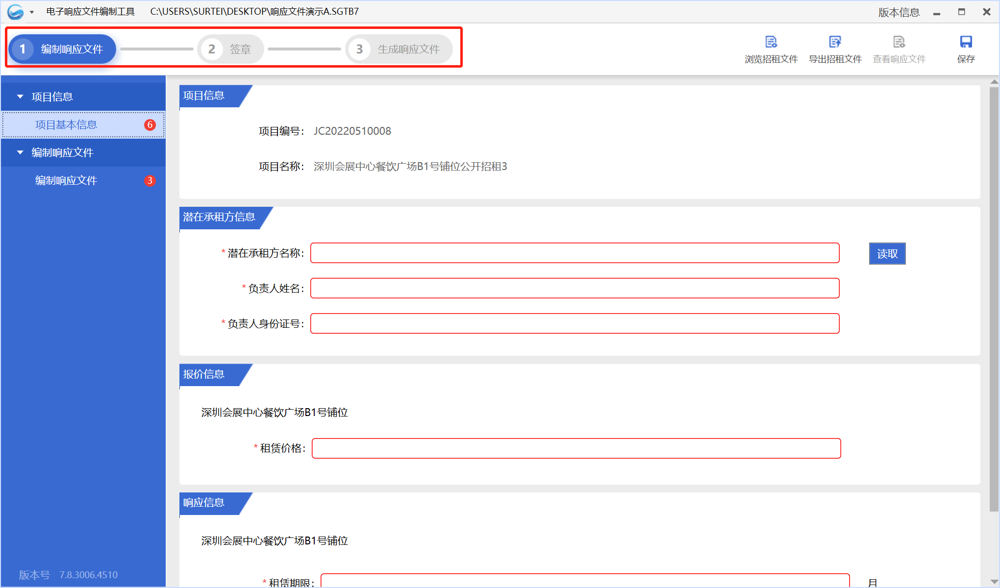 电子响应文件编制工具 C:\USERS\SURTEI\DESKTOP\响应文件演示A.SGTB7 版本信息
1 编制响应文件 2 签章 3 生成响应文件
浏览招租文件 导出招租文件 查看响应文件 保存
项目信息
项目基本信息 6
编制响应文件
编制响应文件 3
版本号 7.8.3006.4510
项目信息
项目编号： JC20220510008
项目名称： 深圳会展中心餐饮广场B1号铺位公开招租3
潜在承租方信息
*潜在承租方名称： 读取
*负责人姓名：
*负责人身份证号：
报价信息
深圳会展中心餐饮广场B1号铺位
*租赁价格：
响应信息
深圳会展中心餐饮广场B1号铺位
*租赁期限： 月